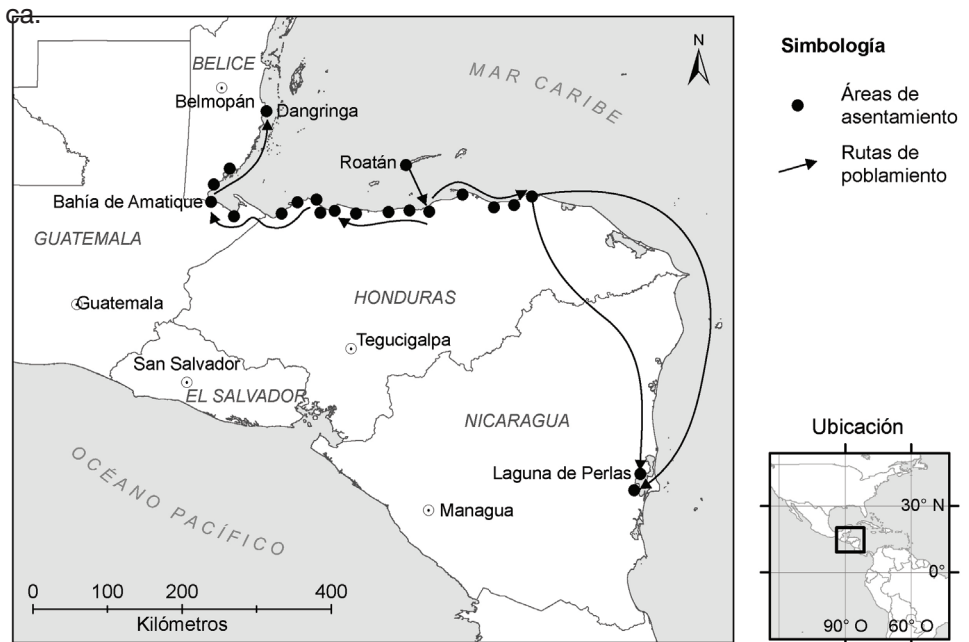 ca.
N
MAR CARIBE
BELICE
Belmopán
Dangringa
Roatán
Bahía de Amatique
GUATEMALA
HONDURAS
Guatemala
Tegucigalpa
San Salvador
EL SALVADOR
NICARAGUA
Laguna de Perlas
OCÉANO PACÍFICO
Managua
0 100 200 400
Kilómetros
Simbología
Áreas de
asentamiento
Rutas de
poblamiento
Ubicación
30° N
0°
90° O 60° O